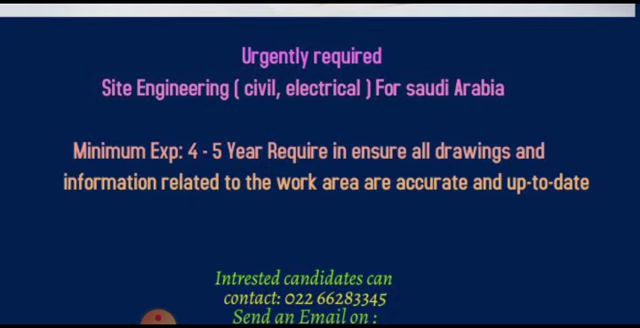 Urgently required
Site Engineering ( civil, electrical ) For saudi Arabia
Minimum Exp: 4 - 5 Year Require in ensure all drawings and
information related to the work area are accurate and up-to-date
Intrested candidates can
contact: 022 66283345
Send an Email on :